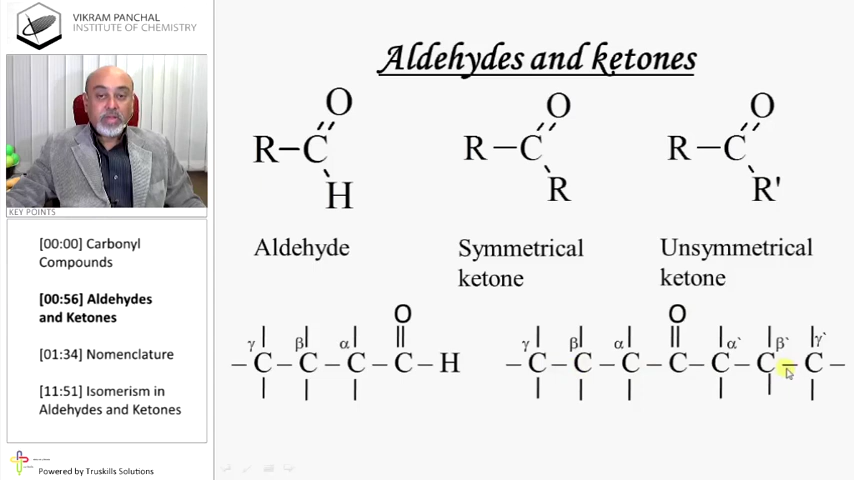 VIKRAM PANCHAL
INSTITUTE OF CHEMISTRY
Aldehydes and ketones
O
R–C
H
Aldehyde
O
R–C
R
Symmetrical
ketone
O
R–C
R'
Unsymmetrical
ketone
KEY POINTS
[00:00] Carbonyl
Compounds
[00:56] Aldehydes
and Ketones
[01:34] Nomenclature
[11:51] Isomerism in
Aldehydes and Ketones
O
γ β α
– C – C – C – C – H
O
γ β α α` β` γ`
– C – C – C – C – C – C – C –
Powered by Truskills Solutions